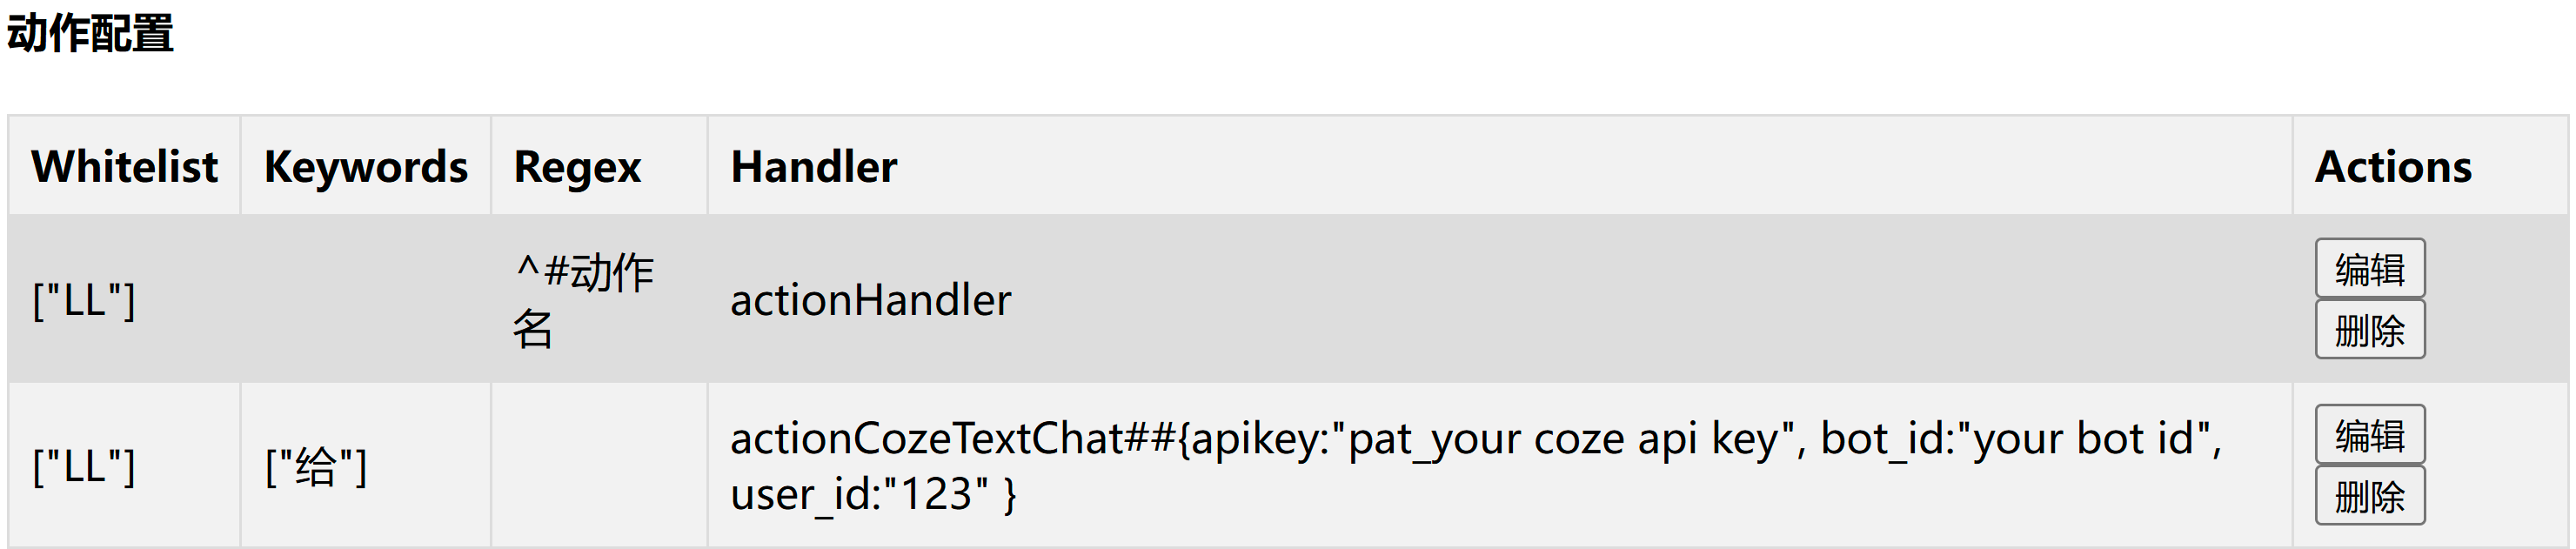 动作配置
Whitelist Keywords Regex Handler Actions
["LL"] ^#动作名 actionHandler 编辑 删除
["LL"] ["给"] actionCozeTextChat##{apikey:"pat_your coze api key", bot_id:"your bot id", user_id:"123" } 编辑 删除